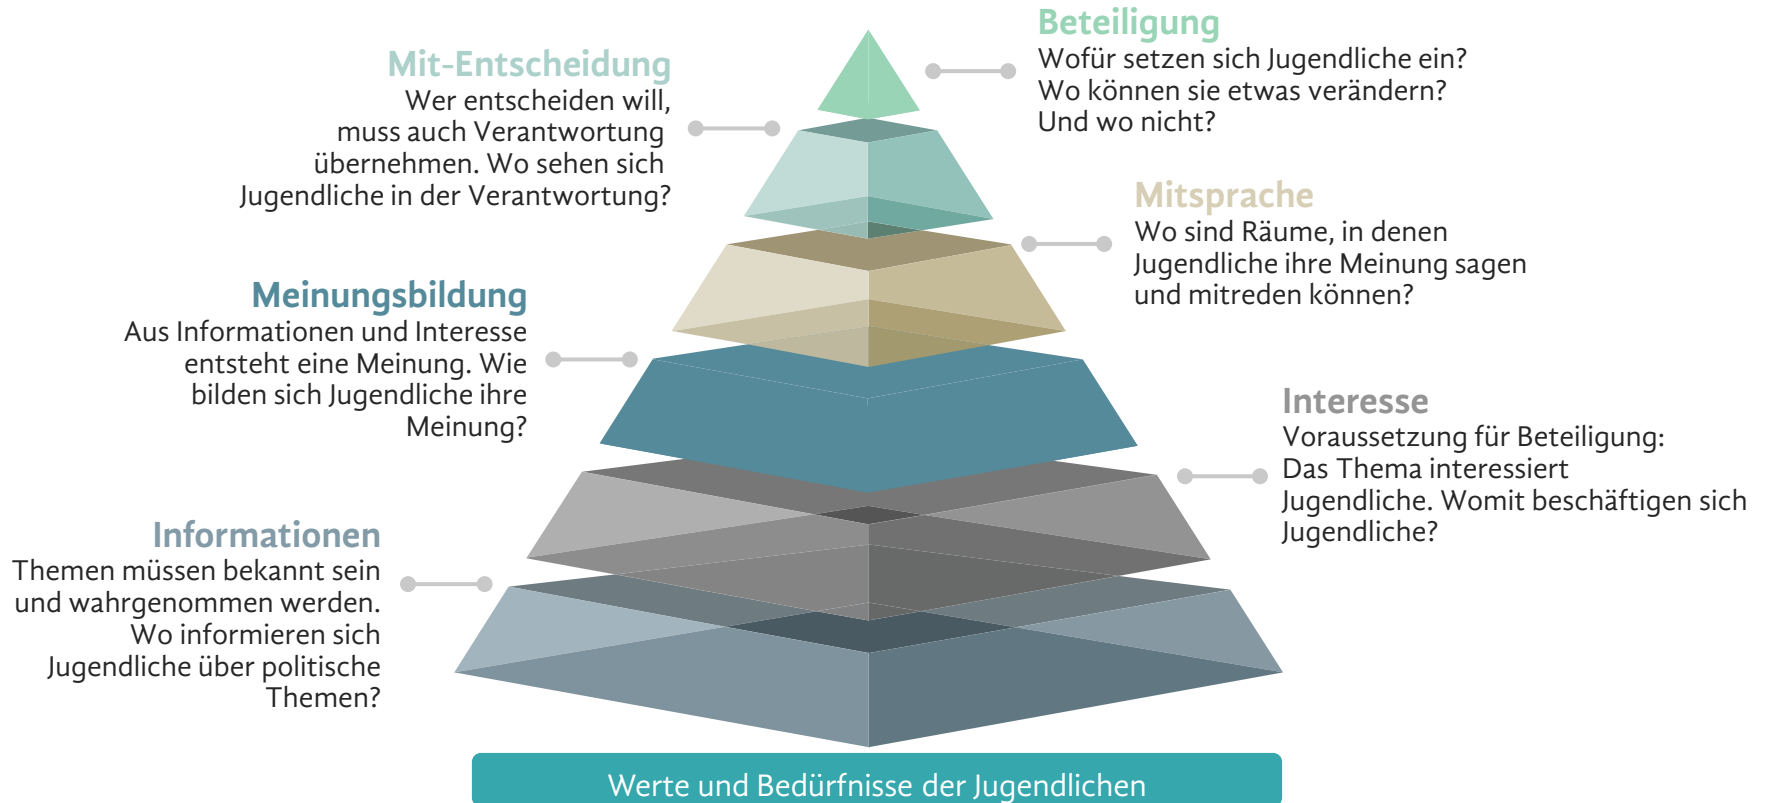 Beteiligung
Wofür setzen sich Jugendliche ein?
Wo können sie etwas verändern?
Und wo nicht?
Mit-Entscheidung
Wer entscheiden will,
muss auch Verantwortung
übernehmen. Wo sehen sich
Jugendliche in der Verantwortung?
Mitsprache
Wo sind Räume, in denen
Jugendliche ihre Meinung sagen
und mitreden können?
Meinungsbildung
Aus Informationen und Interesse
entsteht eine Meinung. Wie
bilden sich Jugendliche ihre
Meinung?
Interesse
Voraussetzung für Beteiligung:
Das Thema interessiert
Jugendliche. Womit beschäftigen sich
Jugendliche?
Informationen
Themen müssen bekannt sein
und wahrgenommen werden.
Wo informieren sich
Jugendliche über politische
Themen?
Werte und Bedürfnisse der Jugendlichen